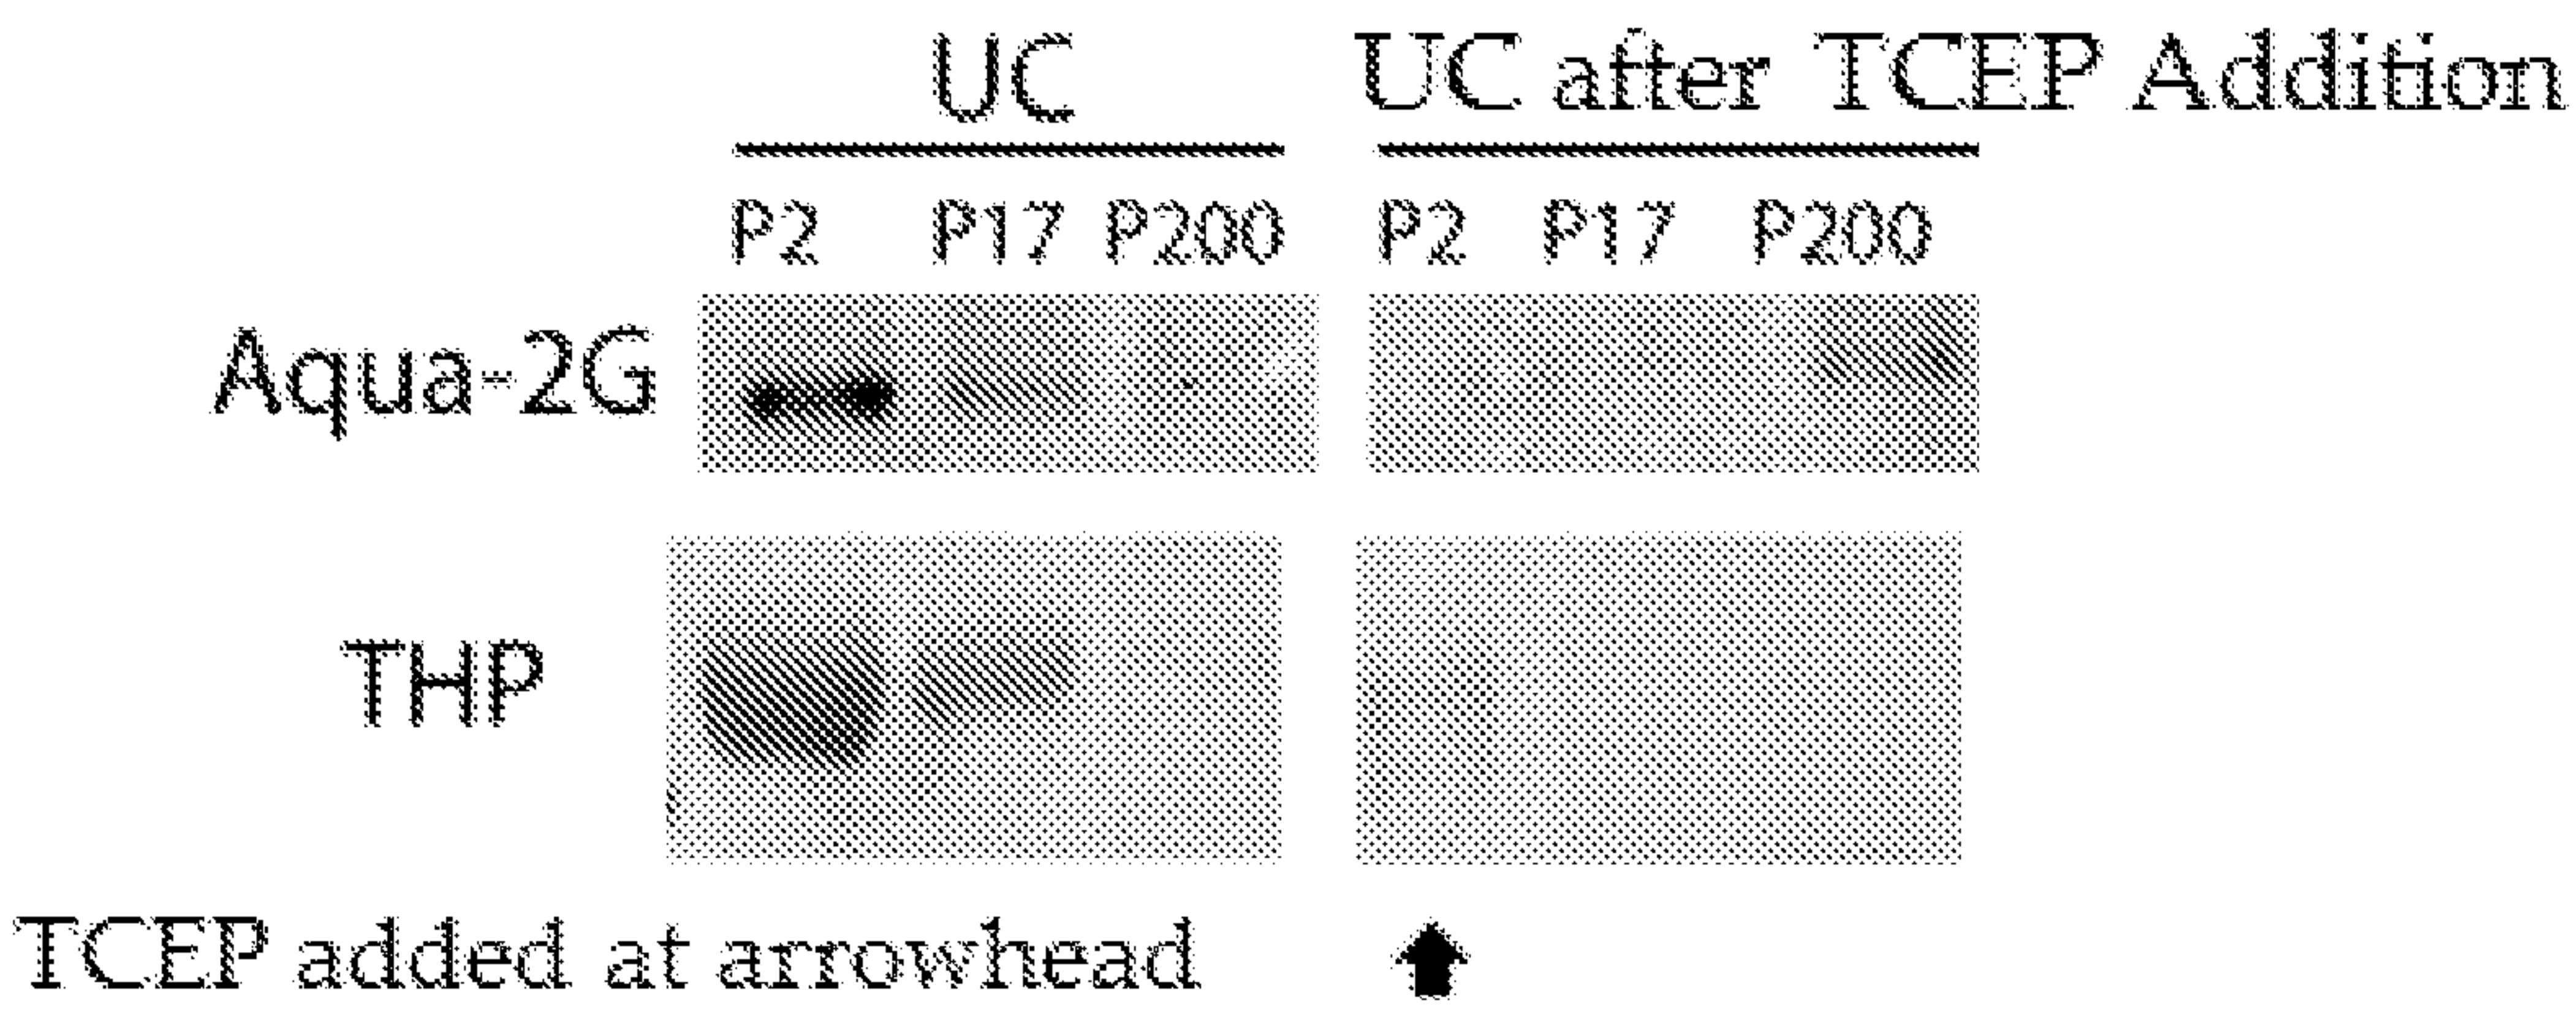 UC UC after TCEP Addition
P2 P17 P200 P2 P17 P200
Aqua-2G
THP
TCEP added at arrowhead